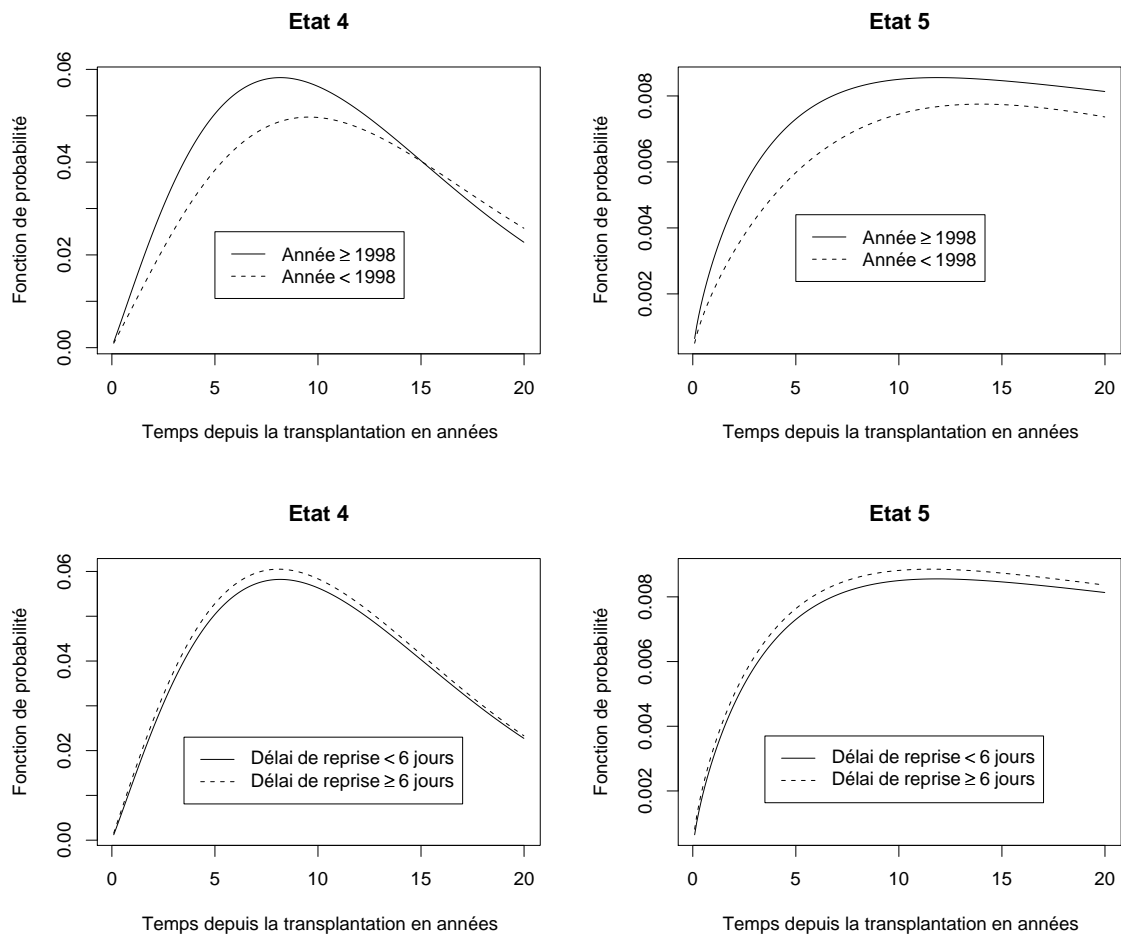 Etat 4
Fonction de probabilité
0.00
0.02
0.04
0.06
Année ≥ 1998
Année < 1998
0 5 10 15 20
Temps depuis la transplantation en années
Etat 5
Fonction de probabilité
0.002
0.004
0.006
0.008
Année ≥ 1998
Année < 1998
0 5 10 15 20
Temps depuis la transplantation en années
Etat 4
Fonction de probabilité
0.00
0.02
0.04
0.06
Délai de reprise < 6 jours
Délai de reprise ≥ 6 jours
0 5 10 15 20
Temps depuis la transplantation en années
Etat 5
Fonction de probabilité
0.002
0.004
0.006
0.008
Délai de reprise < 6 jours
Délai de reprise ≥ 6 jours
0 5 10 15 20
Temps depuis la transplantation en années